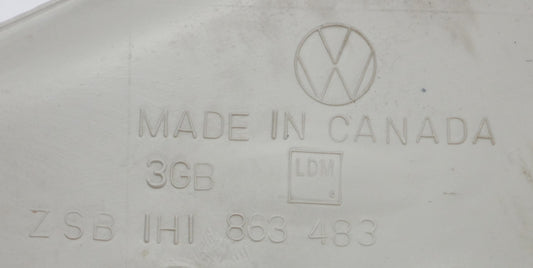 MADE IN CANADA
3GB LDM
ZSB 1H1 863 483